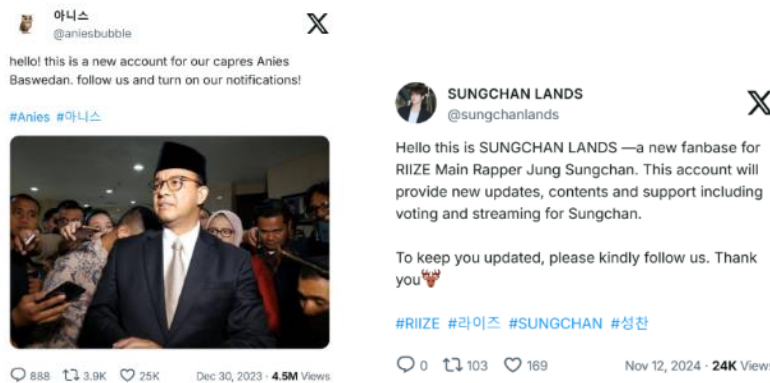 아니스
@aniesbubble
hello! this is a new account for our capres Anies
Baswedan. follow us and turn on our notifications!
#Anies #아니스
888 3.9K 25K Dec 30, 2023 · 4.5M Views
SUNGCHAN LANDS
@sungchanlands
Hello this is SUNGCHAN LANDS —a new fanbase for
RIIZE Main Rapper Jung Sungchan. This account will
provide new updates, contents and support including
voting and streaming for Sungchan.
To keep you updated, please kindly follow us. Thank
you
#RIIZE #라이즈 #SUNGCHAN #성찬
0 103 169 Nov 12, 2024 · 24K Views